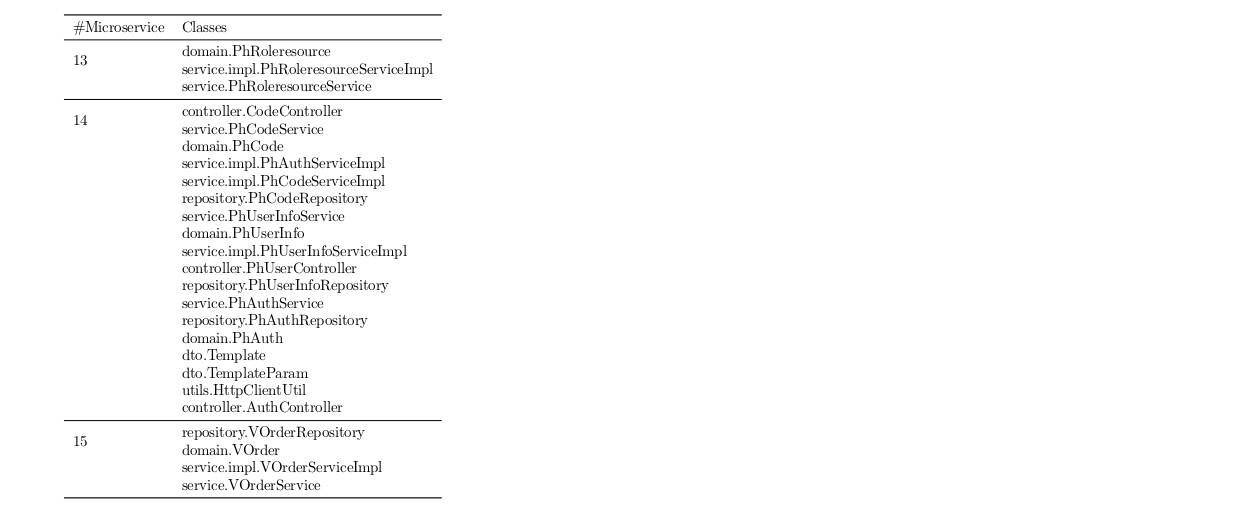 #Microservice Classes
13
domain.PhRoleresource
service.impl.PhRoleresourceServiceImpl
service.PhRoleresourceService
14
controller.CodeController
service.PhCodeService
domain.PhCode
service.impl.PhAuthServiceImpl
service.impl.PhCodeServiceImpl
repository.PhCodeRepository
service.PhUserInfoService
domain.PhUserInfo
service.impl.PhUserInfoServiceImpl
controller.PhUserController
repository.PhUserInfoRepository
service.PhAuthService
repository.PhAuthRepository
domain.PhAuth
dto.Template
dto.TemplateParam
utils.HttpClientUtil
controller.AuthController
15
repository.VOrderRepository
domain.VOrder
service.impl.VOrderServiceImpl
service.VOrderService